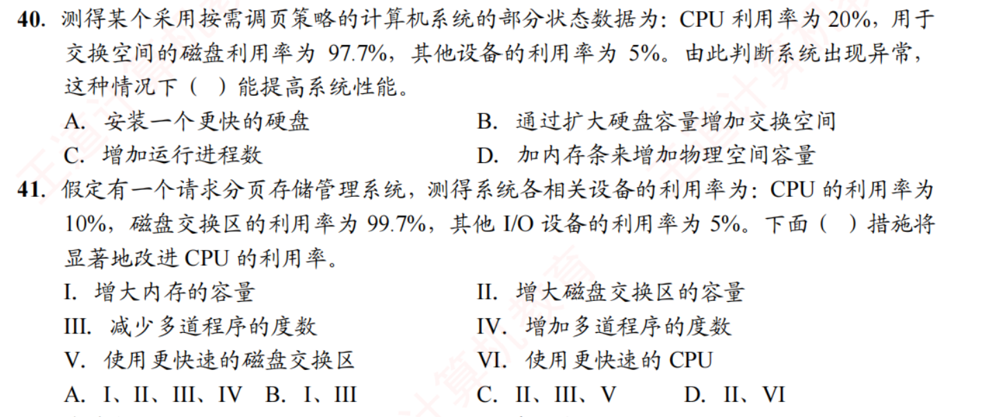 40. 测得某个采用按需调页策略的计算机系统的部分状态数据为：CPU 利用率为 20%，用于
交换空间的磁盘利用率为 97.7%，其他设备的利用率为 5%。由此判断系统出现异常，
这种情况下（ ）能提高系统性能。
A. 安装一个更快的硬盘 B. 通过扩大硬盘容量增加交换空间
C. 增加运行进程数 D. 加内存条来增加物理空间容量
41. 假定有一个请求分页存储管理系统，测得系统各相关设备的利用率为：CPU 的利用率为
10%，磁盘交换区的利用率为 99.7%，其他 I/O 设备的利用率为 5%。下面（ ）措施将
显著地改进 CPU 的利用率。
I. 增大内存的容量 II. 增大磁盘交换区的容量
III. 减少多道程序的度数 IV. 增加多道程序的度数
V. 使用更快速的磁盘交换区 VI. 使用更快速的 CPU
A. I、II、III、IV B. I、III C. II、III、V D. II、VI